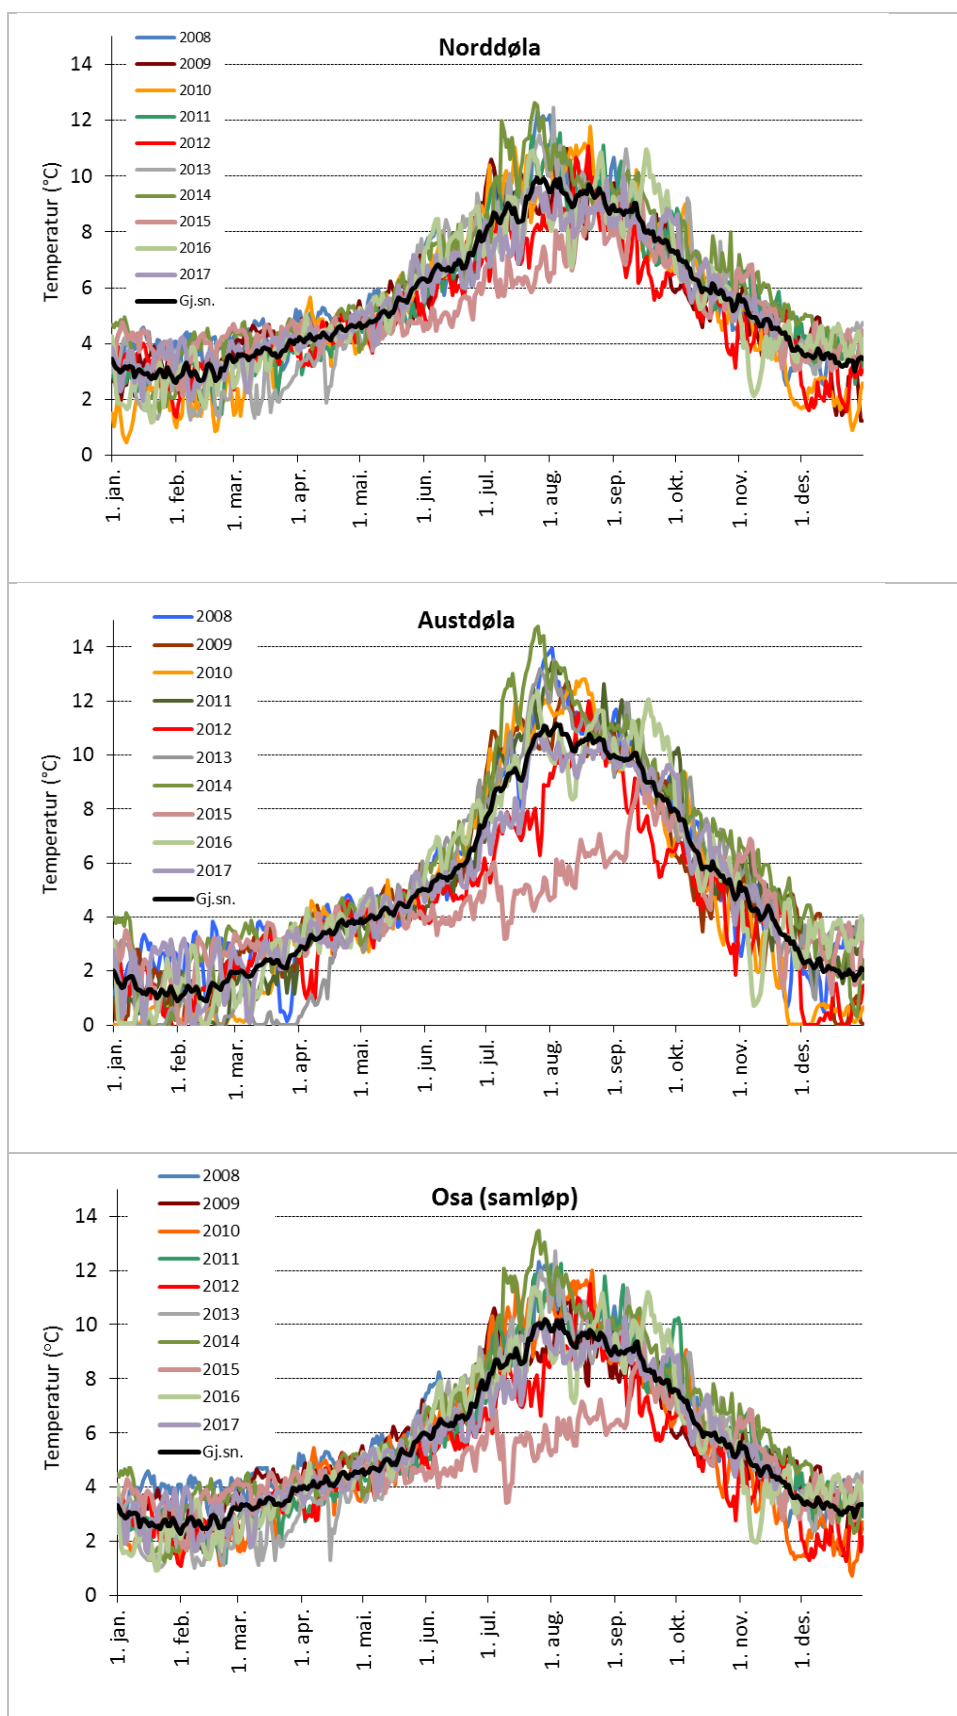 Norddøla
2008
2009
2010
2011
2012
2013
2014
2015
2016
2017
Gj.sn.
Temperatur (°C)
14
12
10
8
6
4
2
0
1. jan.
1. feb.
1. mar.
1. apr.
1. mai.
1. jun.
1. jul.
1. aug.
1. sep.
1. okt.
1. nov.
1. des.
Austdøla
2008
2009
2010
2011
2012
2013
2014
2015
2016
2017
Gj.sn.
Temperatur (°C)
14
12
10
8
6
4
2
0
1. jan.
1. feb.
1. mar.
1. apr.
1. mai.
1. jun.
1. jul.
1. aug.
1. sep.
1. okt.
1. nov.
1. des.
Osa (samløp)
2008
2009
2010
2011
2012
2013
2014
2015
2016
2017
Gj.sn.
Temperatur (°C)
14
12
10
8
6
4
2
0
1. jan.
1. feb.
1. mar.
1. apr.
1. mai.
1. jun.
1. jul.
1. aug.
1. sep.
1. okt.
1. nov.
1. des.